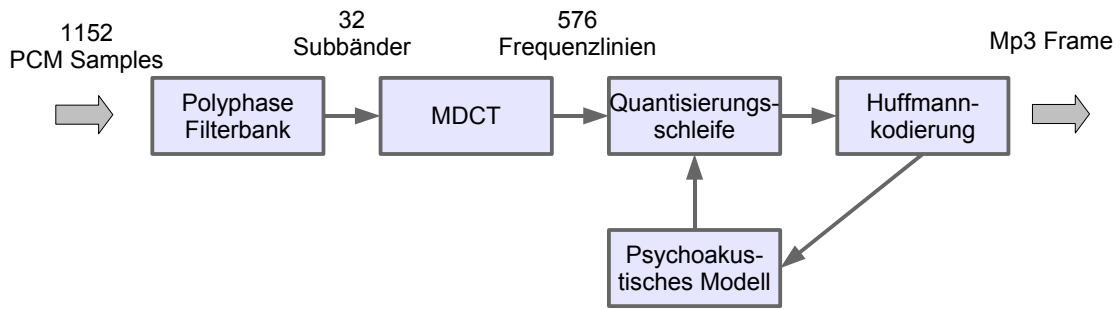 1152
PCM Samples
32
Subbänder
576
Frequenzlinien
Mp3 Frame
Polyphase
Filterbank
MDCT
Quantisierungs-
schleife
Huffmann-
kodierung
Psychoakus-
tisches Modell